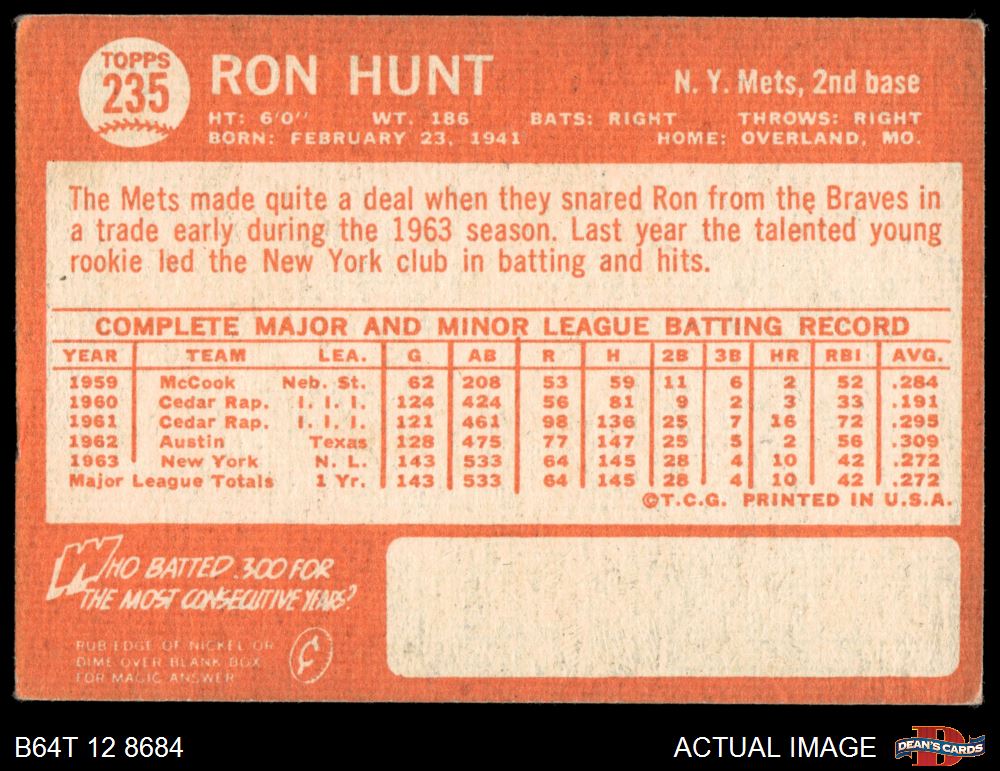 TOPPS
235
RON HUNT
N. Y. Mets, 2nd base
HT: 6'0" WT. 186 BATS: RIGHT THROWS: RIGHT
BORN: FEBRUARY 23, 1941 HOME: OVERLAND, MO.
The Mets made quite a deal when they snared Ron from the Braves in
a trade early during the 1963 season. Last year the talented young
rookie led the New York club in batting and hits.
COMPLETE MAJOR AND MINOR LEAGUE BATTING RECORD
YEAR TEAM LEA. G AB R H 2B 3B HR RBI AVG.
1959 McCook Neb. St. 62 208 53 59 11 6 2 52 .284
1960 Cedar Rap. I. I. I. 124 424 56 81 9 2 3 33 .191
1961 Cedar Rap. I. I. I. 121 461 98 136 25 7 16 72 .295
1962 Austin Texas 128 475 77 147 25 5 2 56 .309
1963 New York N. L. 143 533 64 145 28 4 10 42 .272
Major League Totals 1 Yr. 143 533 64 145 28 4 10 42 .272
©T.C.G. PRINTED IN U.S.A.
WHO BATTED .300 FOR
THE MOST CONSECUTIVE YEARS?
RUB EDGE OF NICKEL OR
DIME OVER BLANK BOX
FOR MAGIC ANSWER
¢
B64T 12 8684
ACTUAL IMAGE
D
DEAN'S CARDS